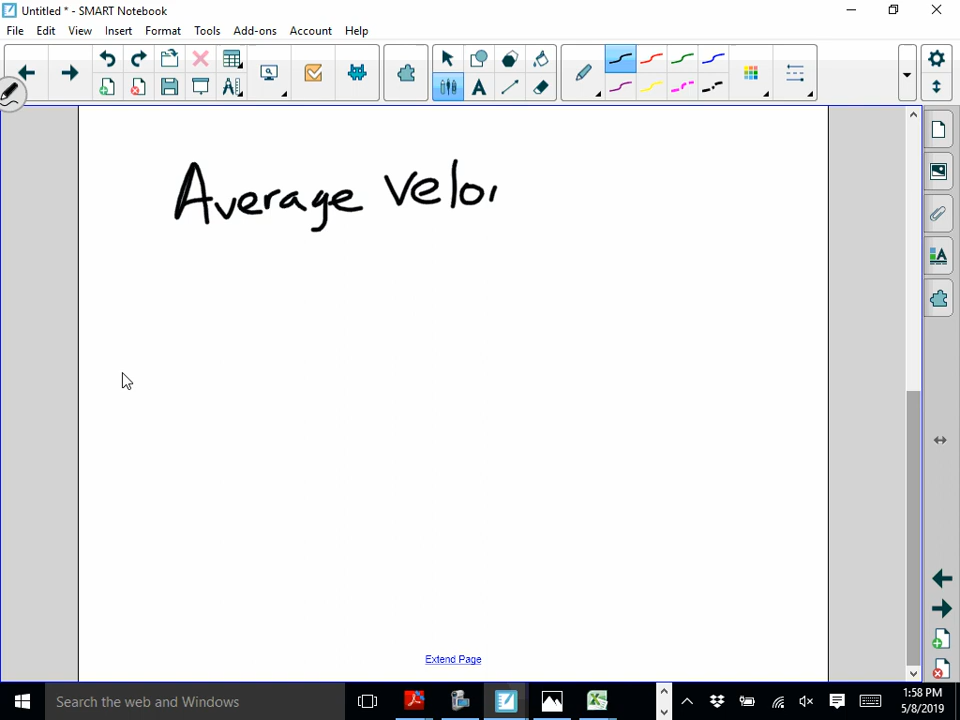 Untitled * - SMART Notebook
File Edit View Insert Format Tools Add-ons Account Help
Average Velo
Extend Page
Search the web and Windows
1:58 PM
5/8/2019